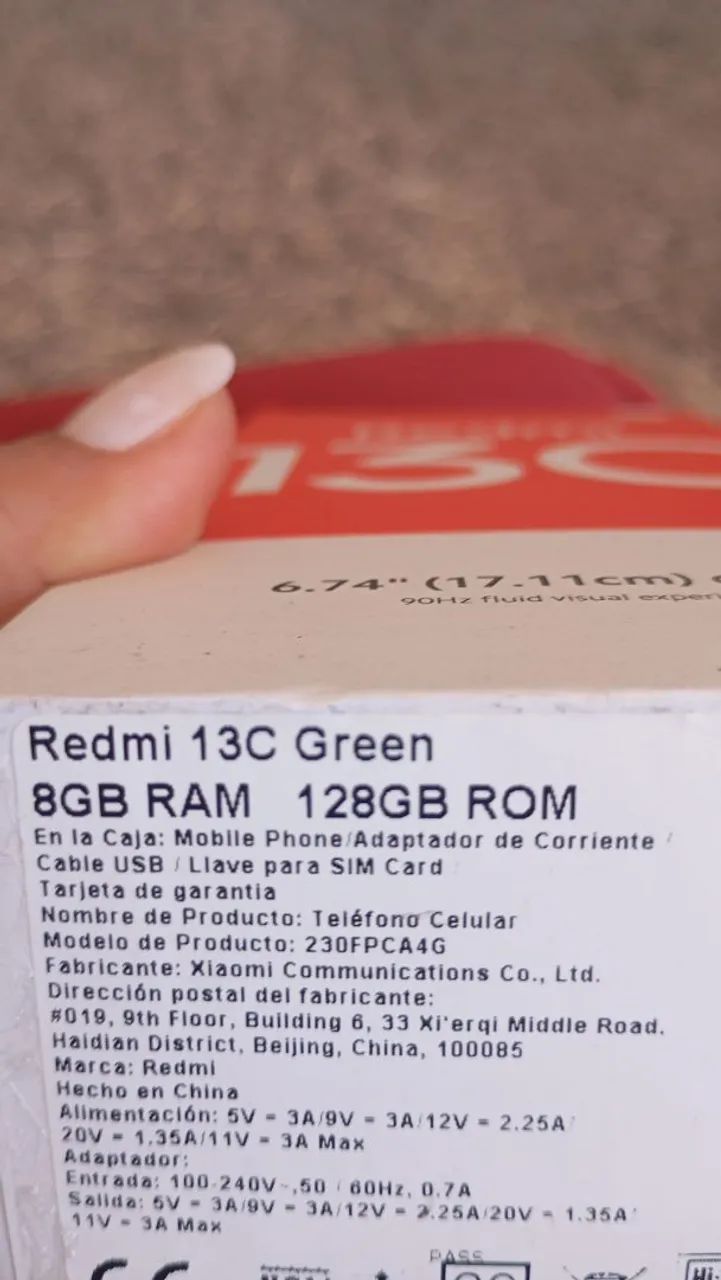 13C
6.74" (17.11cm)
90Hz fluid visual
Redmi 13C Green
8GB RAM 128GB ROM
En la Caja: Mobile Phone/Adaptador de Corriente /
Cable USB / Llave para SIM Card
Tarjeta de garantia
Nombre de Producto: Teléfono Celular
Modelo de Producto: 230FPCA4G
Fabricante: Xiaomi Communications Co., Ltd.
Dirección postal del fabricante:
#019, 9th Floor, Building 6, 33 Xi'erqi Middle Road,
Haidian District, Beijing, China, 100085
Marca: Redmi
Hecho en China
Alimentación: 5V = 3A/9V = 3A/12V = 2.25A/
20V = 1.35A/11V = 3A Max
Adaptador:
Entrada: 100-240V~,50 / 60Hz, 0.7A
Salida: 5V = 3A/9V = 3A/12V = 2.25A/20V = 1.35A/
11V = 3A Max
PASS